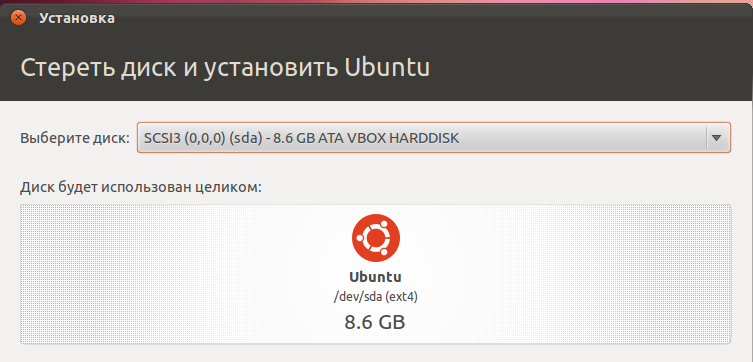 Установка
Стереть диск и установить Ubuntu
Выберите диск: SCSI3 (0,0,0) (sda) - 8.6 GB ATA VBOX HARDDISK
Диск будет использован целиком:
Ubuntu
/dev/sda (ext4)
8.6 GB